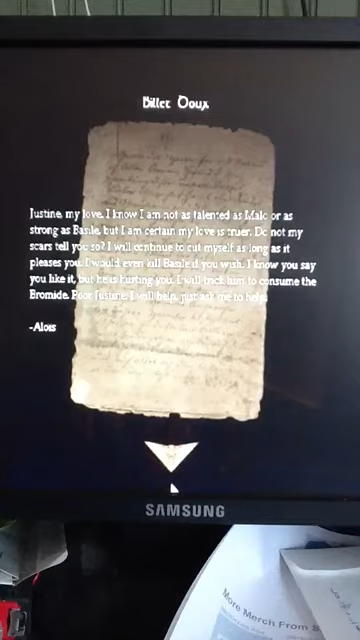 Billet Doux
Justine, my love. I know I am not as talented as Malo or as
strong as Basile, but I am certain my love is truer. Do not my
scars tell you so? I will continue to cut myself as long as it
pleases you. I would even kill Basile if you wish. I know you say
you like it, but he is hurting you. I will trick him to consume the
Bromide. Poor Justine, I will help, just ask me to help.
-Alois
SAMSUNG
More Merch From S